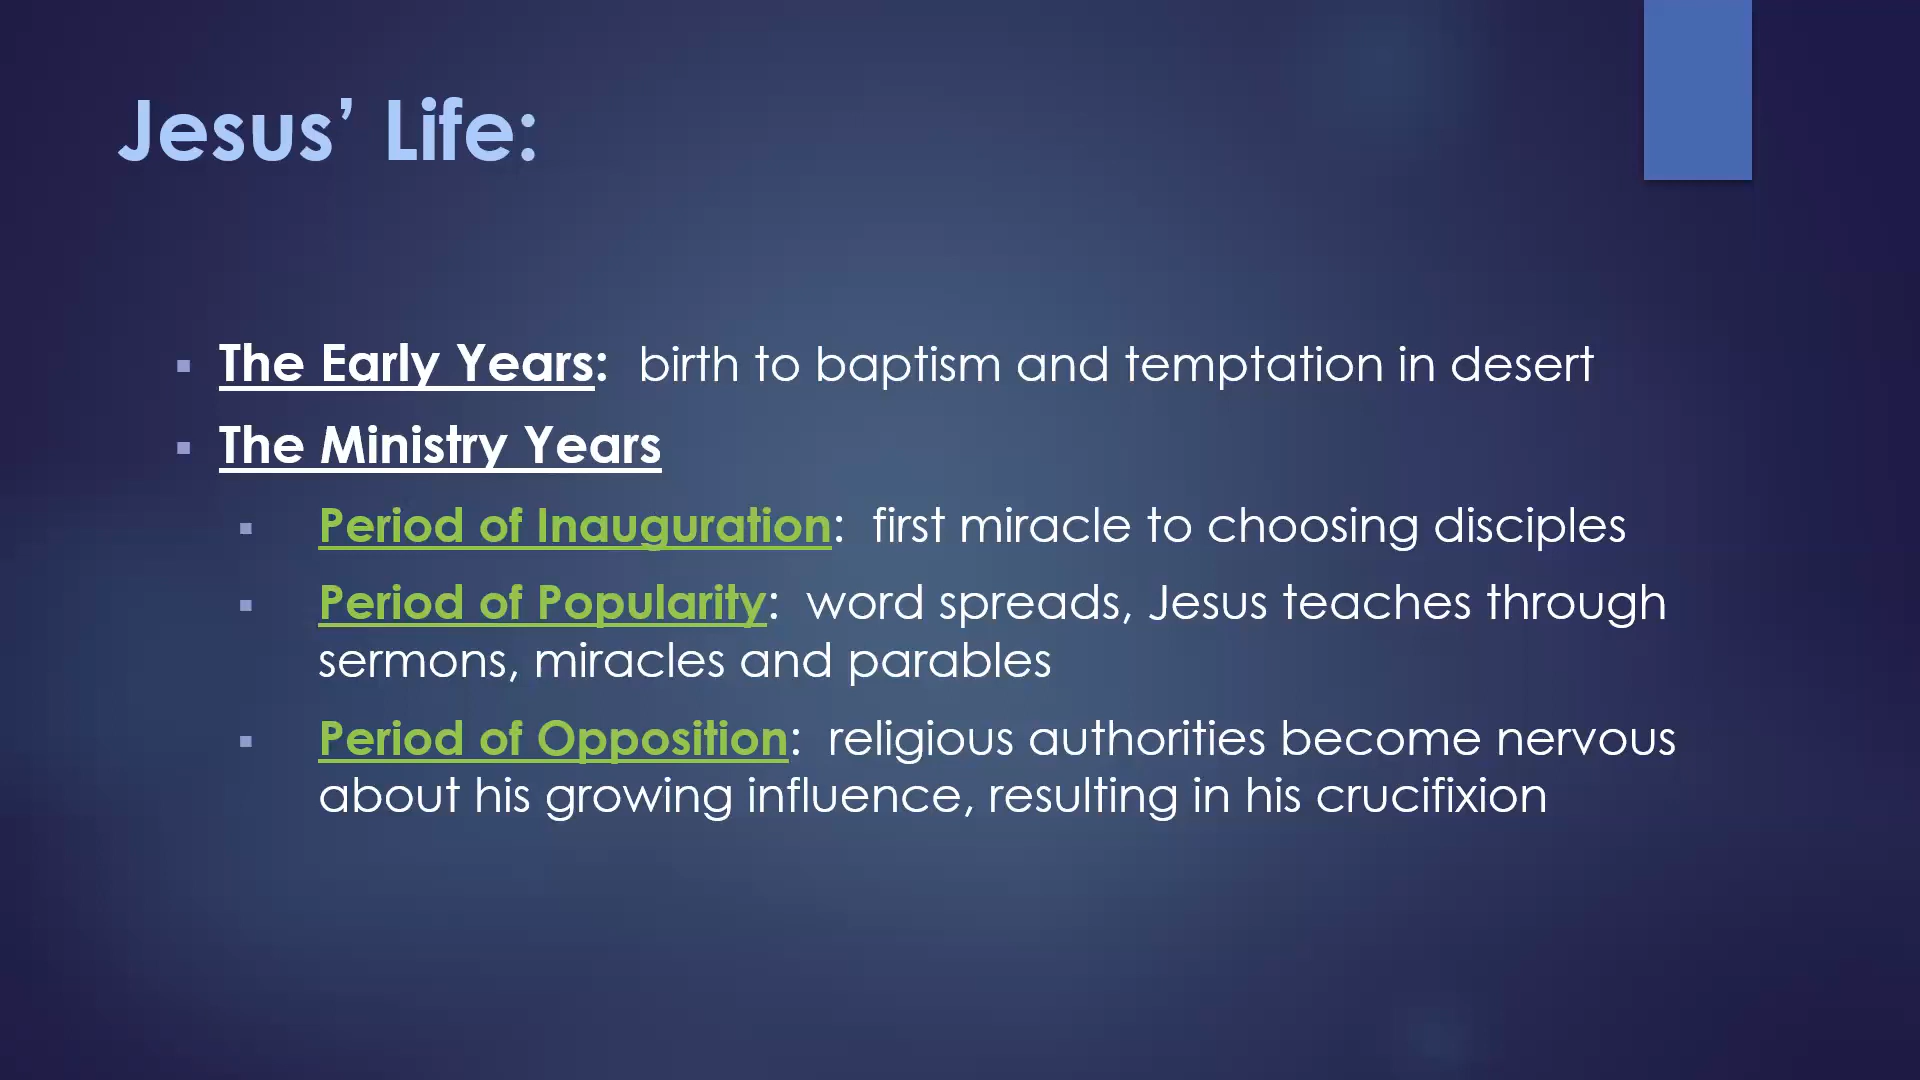 Jesus’ Life:
▪ The Early Years:  birth to baptism and temptation in desert
▪ The Ministry Years
▪ Period of Inauguration:  first miracle to choosing disciples
▪ Period of Popularity:  word spreads, Jesus teaches through
sermons, miracles and parables
▪ Period of Opposition:  religious authorities become nervous
about his growing influence, resulting in his crucifixion